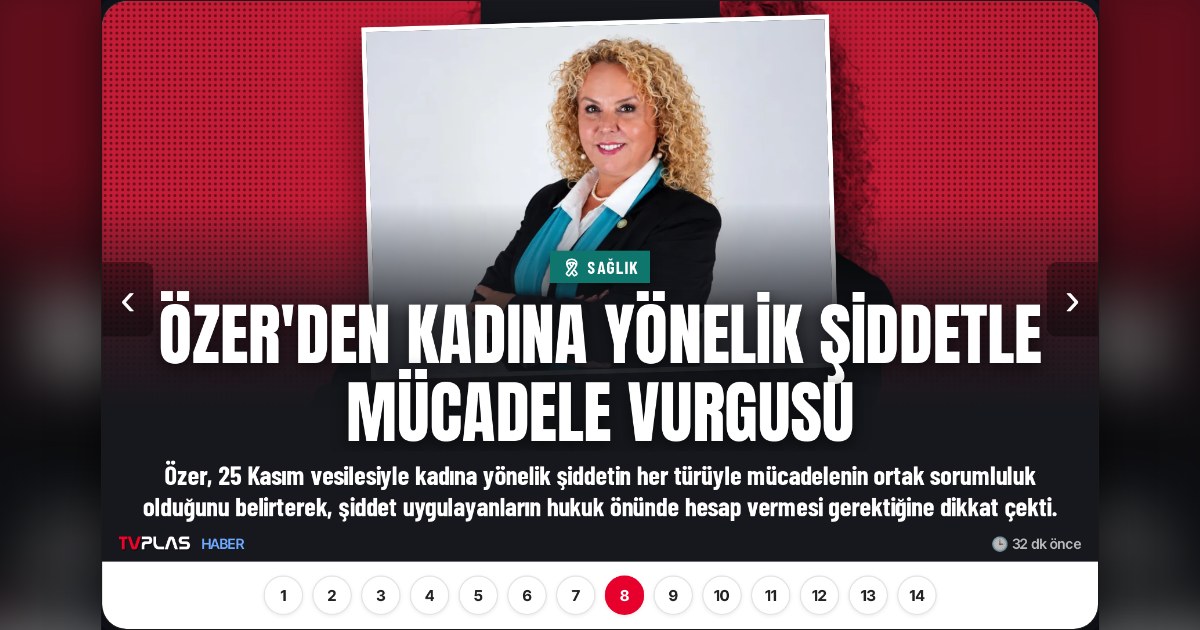 SAĞLIK
ÖZER'DEN KADINA YÖNELİK ŞİDDETLE
MÜCADELE VURGUSU
Özer, 25 Kasım vesilesiyle kadına yönelik şiddetin her türüyle mücadelenin ortak sorumluluk
olduğunu belirterek, şiddet uygulayanların hukuk önünde hesap vermesi gerektiğine dikkat çekti.
TVPLAS HABER 32 dk önce
1 2 3 4 5 6 7 8 9 10 11 12 13 14